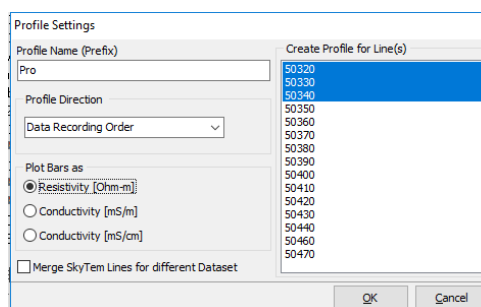 Profile Settings
Profile Name (Prefix)
Pro
Profile Direction
Data Recording Order
Plot Bars as
Resistivity [Ohm-m]
Conductivity [mS/m]
Conductivity [mS/cm]
Merge SkyTem Lines for different Dataset
Create Profile for Line(s)
50320
50330
50340
50350
50360
50370
50380
50390
50400
50410
50420
50430
50440
50460
50470
OK
Cancel